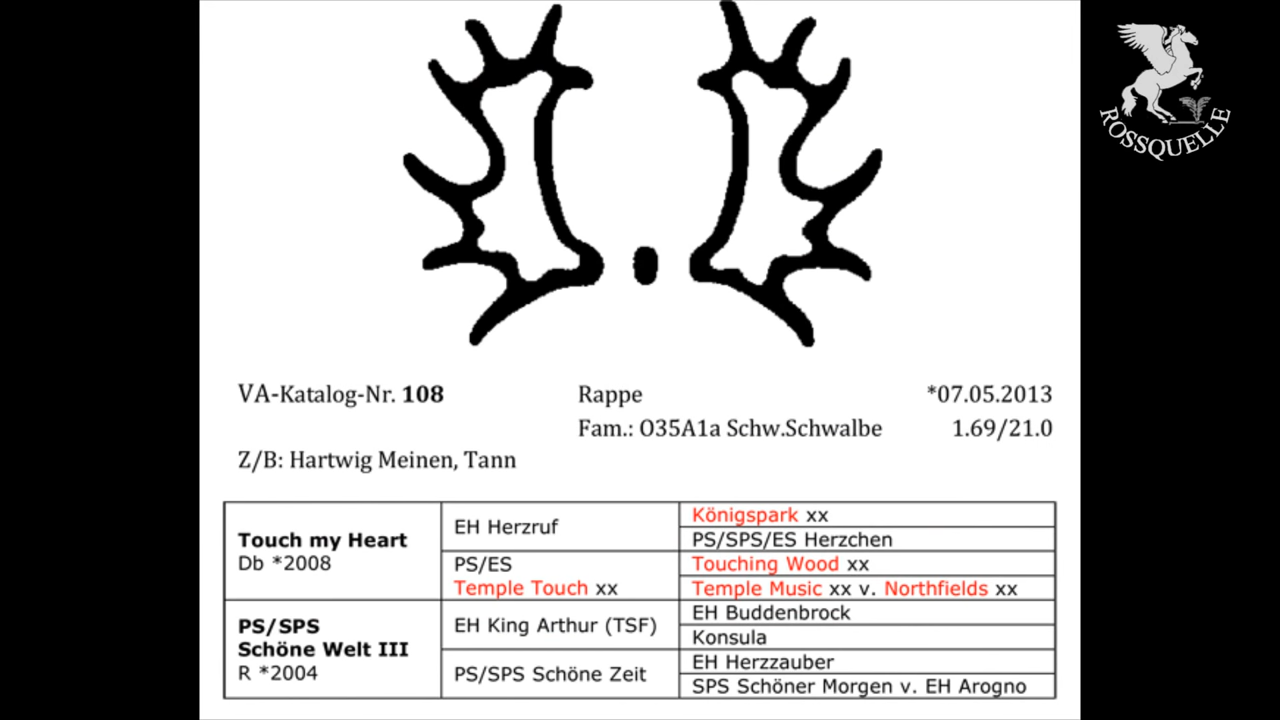 ROSSQUELLE
VA-Katalog-Nr. 108 Rappe *07.05.2013
Fam.: O35A1a Schw.Schwalbe 1.69/21.0
Z/B: Hartwig Meinen, Tann
Touch my Heart
Db *2008
EH Herzruf
Königspark xx
PS/SPS/ES Herzchen
PS/ES
Temple Touch xx
Touching Wood xx
Temple Music xx v. Northfields xx
PS/SPS
Schöne Welt III
R *2004
EH King Arthur (TSF)
EH Buddenbrock
Konsula
PS/SPS Schöne Zeit
EH Herzzauber
SPS Schöner Morgen v. EH Arogno